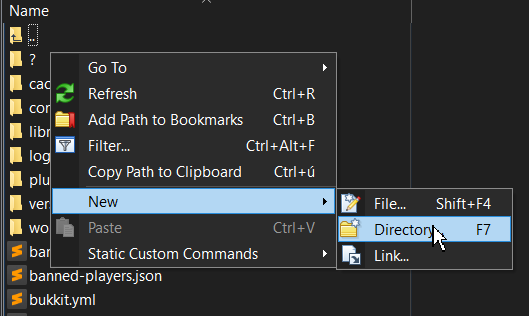 Name
..
?
Go To
Refresh Ctrl+R
Add Path to Bookmarks Ctrl+B
Filter... Ctrl+Alt+F
Copy Path to Clipboard Ctrl+ú
New
Paste Ctrl+V
Static Custom Commands
File... Shift+F4
Directory... F7
Link...
cac
con
libr
log
plu
ver
wo
ban
banned-players.json
bukkit.yml